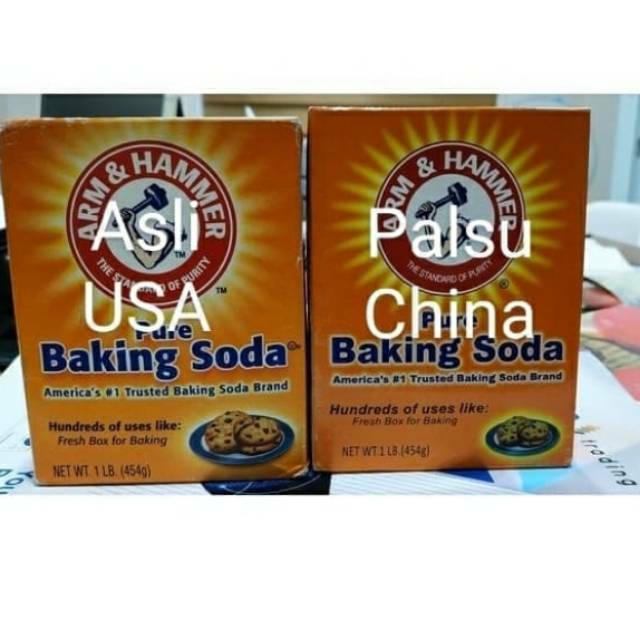 ARM & HAMMER
THE STANDARD OF PURITY
TM
TM
Asli
USA
Pure
Baking Soda
America's #1 Trusted Baking Soda Brand
Hundreds of uses like:
Fresh Box for Baking
NET WT. 1 LB. (454g)
ARM & HAMMER
THE STANDARD OF PURITY
®
Palsu
China
Pure
Baking Soda
America's #1 Trusted Baking Soda Brand
Hundreds of uses like:
Fresh Box for Baking
NET WT.1 LB.(454g)
trading